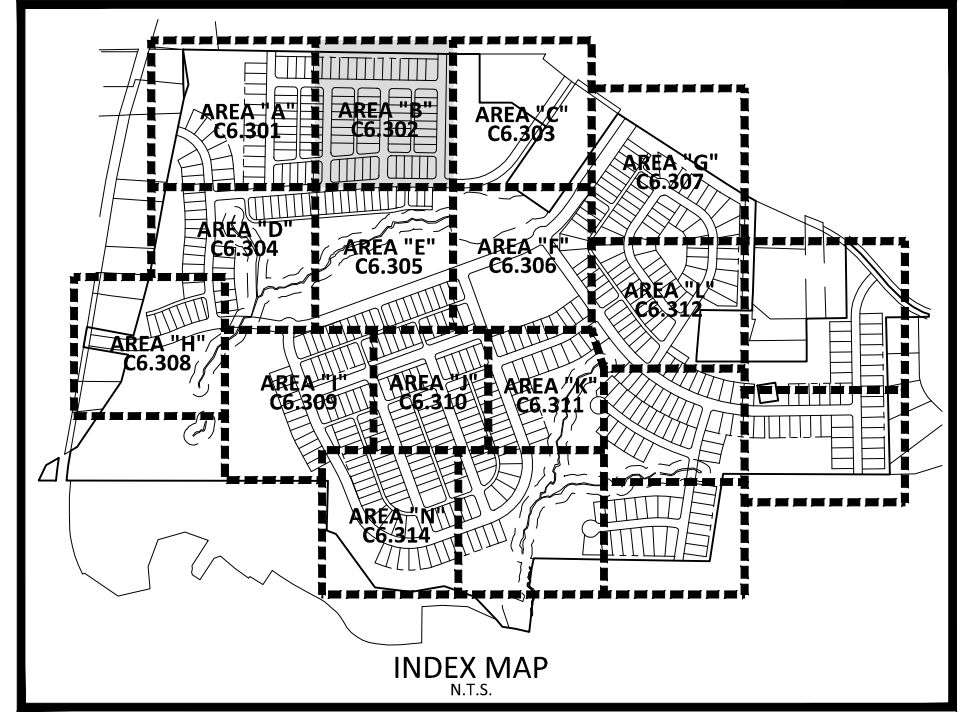 AREA "A"
C6.301
AREA "B"
C6.302
AREA "C"
C6.303
AREA "G"
C6.307
AREA "D"
C6.304
AREA "E"
C6.305
AREA "F"
C6.306
AREA "L"
C6.312
AREA "H"
C6.308
AREA "I"
C6.309
AREA "J"
C6.310
AREA "K"
C6.311
AREA "N"
C6.314
INDEX MAP
N.T.S.